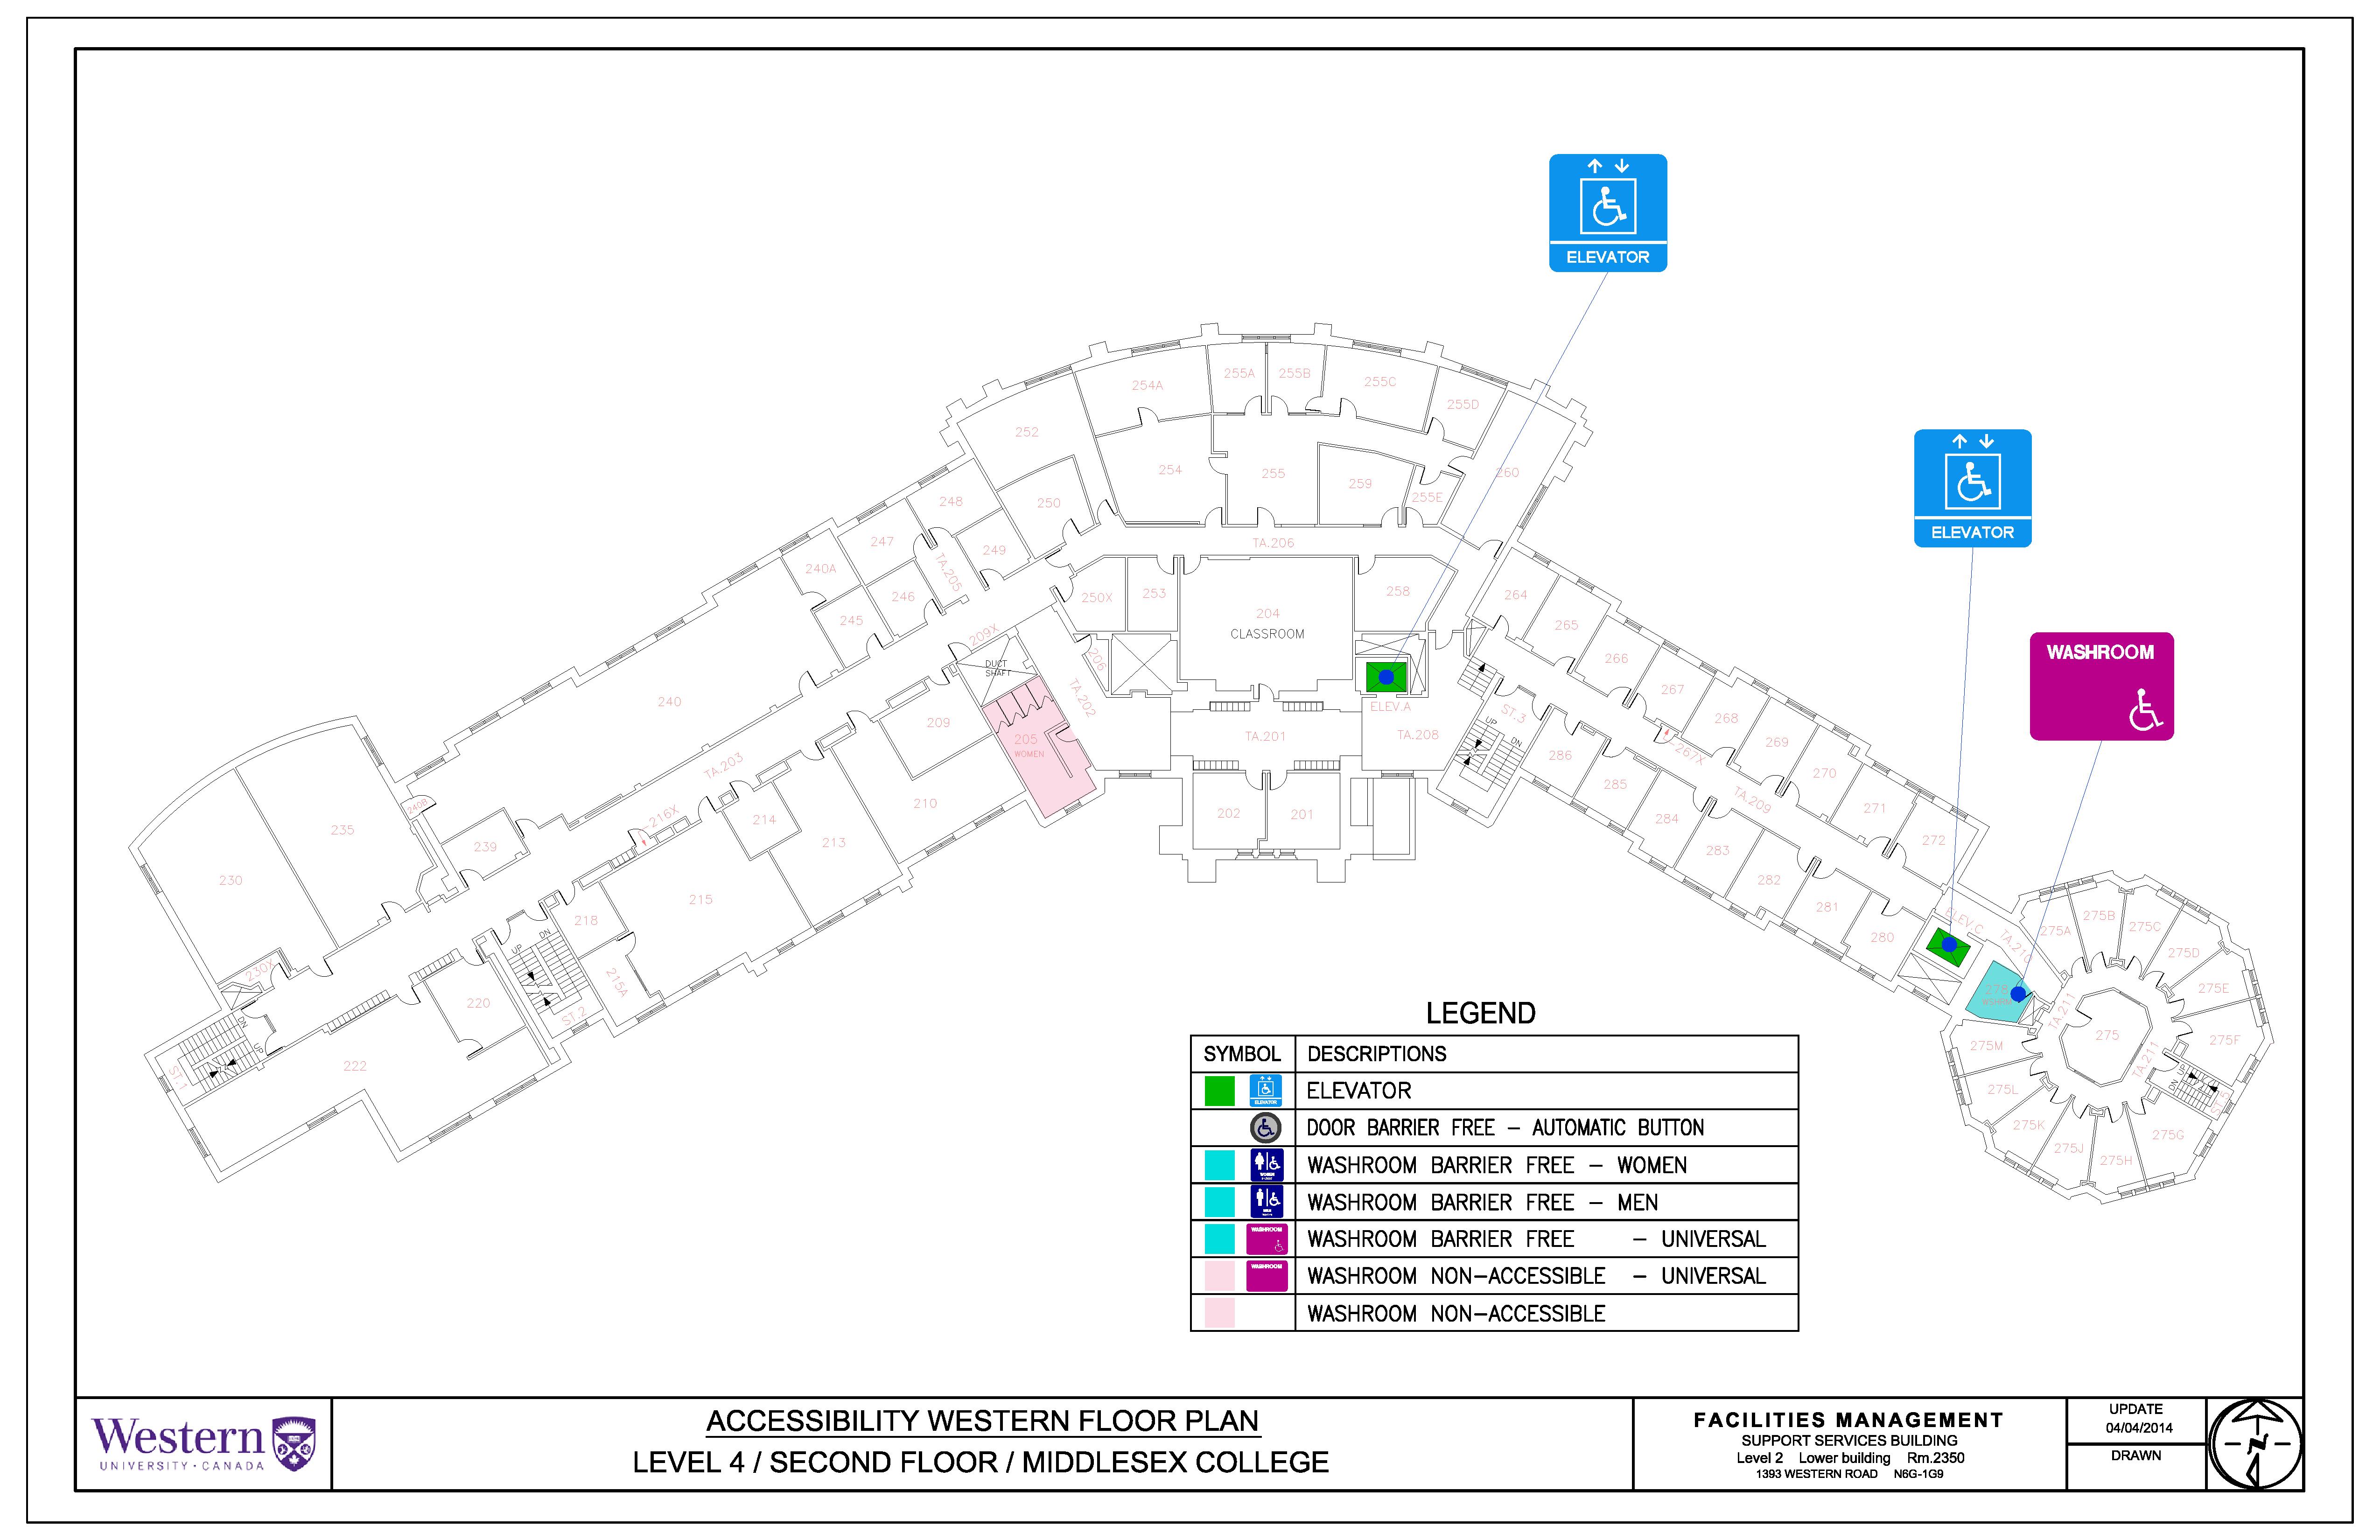 ELEVATOR
ELEVATOR
WASHROOM
254A
255A
255B
255C
255D
252
254
255
259
255E
260
248
250
247
249
TA.206
240A
TA.205
246
245
250X
253
204
CLASSROOM
258
264
265
266
267
268
269
270
271
272
209X
206
DUCT
SHAFT
TA.202
240
209
205
WOMEN
ELEV.A
TA.201
TA.208
ST.3
UP
DN
286
285
284
283
282
281
280
267X
TA.209
TA.203
210
214
213
216X
202
201
240B
235
239
230
215
218
UP
DN
215A
ST.2
230X
220
DN
UP
ST.1
222
ELEV.C
TA.210
278
275A
275B
275C
275D
275E
275F
275
TA.211
TA.211
275M
275L
275K
275J
275H
275G
UP
DN
LEGEND
SYMBOL DESCRIPTIONS
ELEVATOR ELEVATOR
DOOR BARRIER FREE - AUTOMATIC BUTTON
WOMEN WASHROOM BARRIER FREE - WOMEN
WASHROOM BARRIER FREE - MEN
WASHROOM WASHROOM BARRIER FREE - UNIVERSAL
WASHROOM WASHROOM NON-ACCESSIBLE - UNIVERSAL
WASHROOM NON-ACCESSIBLE
Western
UNIVERSITY · CANADA
ACCESSIBILITY WESTERN FLOOR PLAN
LEVEL 4 / SECOND FLOOR / MIDDLESEX COLLEGE
FACILITIES MANAGEMENT
SUPPORT SERVICES BUILDING
Level 2 Lower building Rm.2350
1393 WESTERN ROAD N6G-1G9
UPDATE
04/04/2014
DRAWN
N